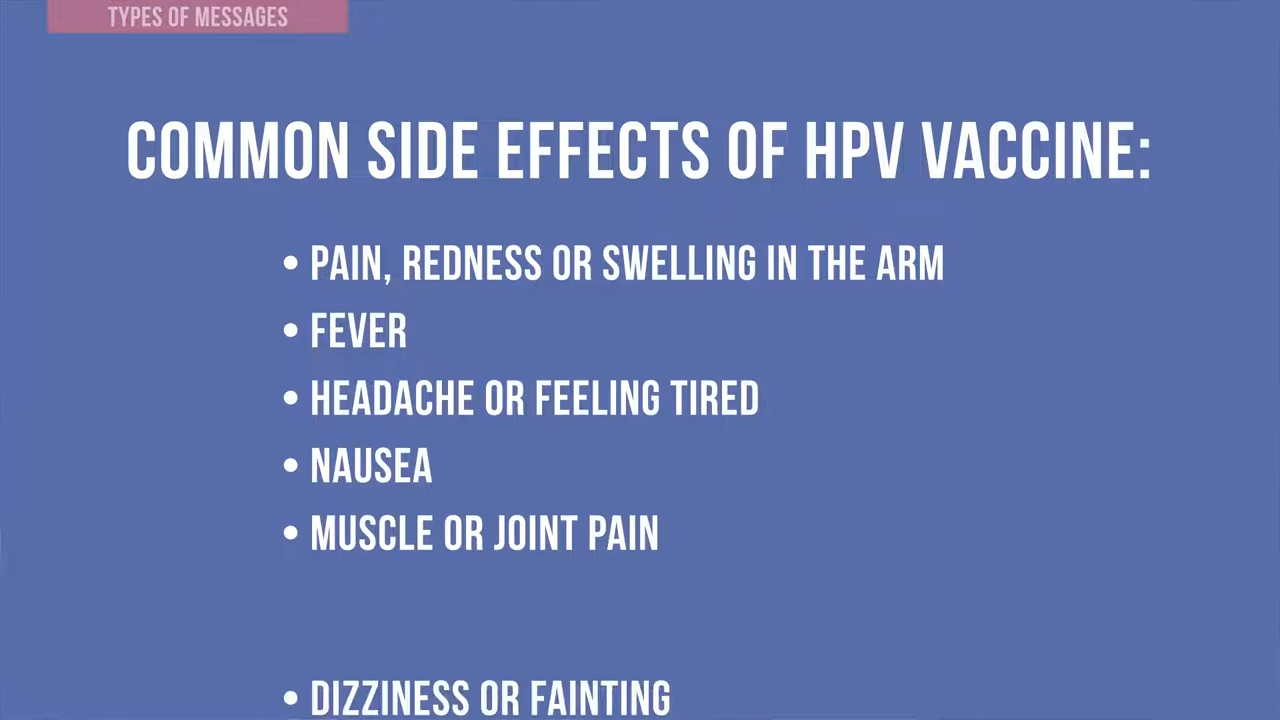 TYPES OF MESSAGES
COMMON SIDE EFFECTS OF HPV VACCINE:
• PAIN, REDNESS OR SWELLING IN THE ARM
• FEVER
• HEADACHE OR FEELING TIRED
• NAUSEA
• MUSCLE OR JOINT PAIN
• DIZZINESS OR FAINTING